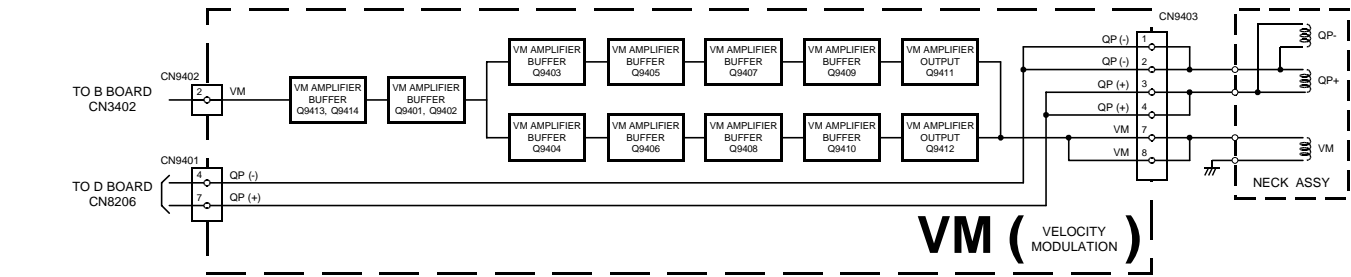 CN9403
QP (-)
1
QP-
VM AMPLIFIER
BUFFER
Q9403
VM AMPLIFIER
BUFFER
Q9405
VM AMPLIFIER
BUFFER
Q9407
VM AMPLIFIER
BUFFER
Q9409
VM AMPLIFIER
OUTPUT
Q9411
QP (-)
2
CN9402
TO B BOARD
CN3402
2
VM
VM AMPLIFIER
BUFFER
Q9413, Q9414
VM AMPLIFIER
BUFFER
Q9401, Q9402
QP (+)
3
QP+
QP (+)
4
VM AMPLIFIER
BUFFER
Q9404
VM AMPLIFIER
BUFFER
Q9406
VM AMPLIFIER
BUFFER
Q9408
VM AMPLIFIER
BUFFER
Q9410
VM AMPLIFIER
OUTPUT
Q9412
VM
7
VM
8
VM
CN9401
TO D BOARD
CN8206
4
QP (-)
7
QP (+)
NECK ASSY
VM ( VELOCITY
MODULATION )